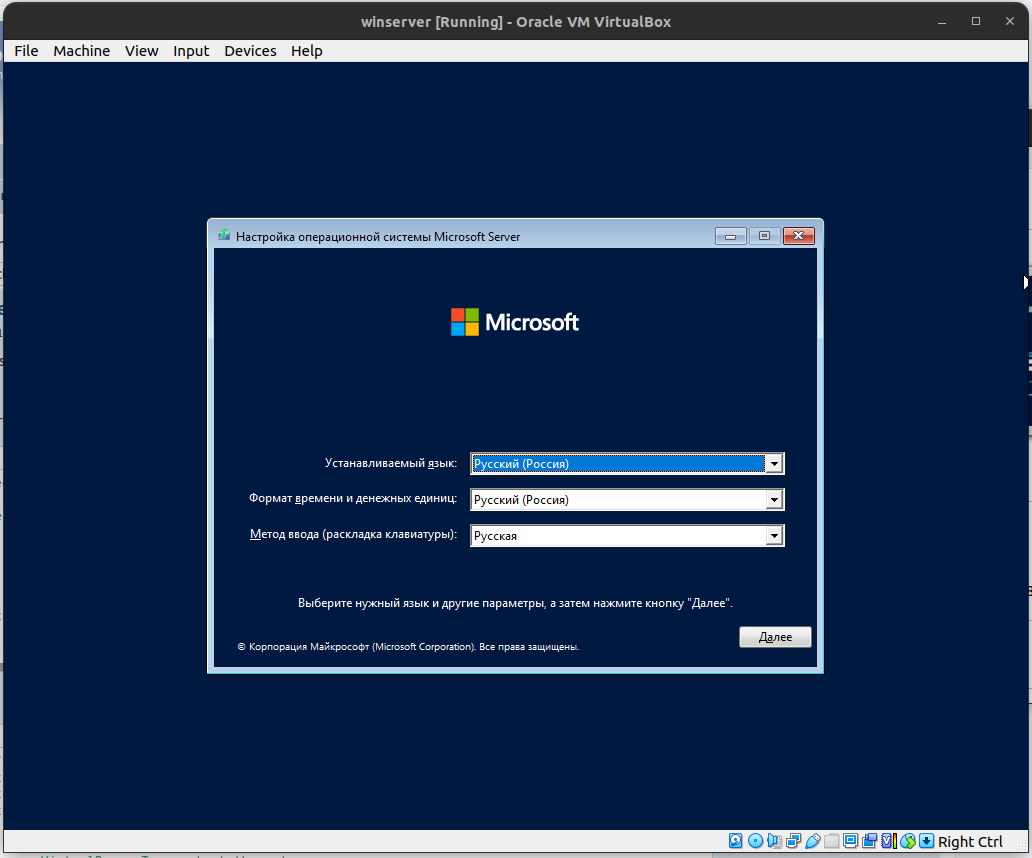 winserver [Running] - Oracle VM VirtualBox
File Machine View Input Devices Help
Настройка операционной системы Microsoft Server
Microsoft
Устанавливаемый язык: Русский (Россия)
Формат времени и денежных единиц: Русский (Россия)
Метод ввода (раскладка клавиатуры): Русская
Выберите нужный язык и другие параметры, а затем нажмите кнопку "Далее".
Далее
© Корпорация Майкрософт (Microsoft Corporation). Все права защищены.
Right Ctrl